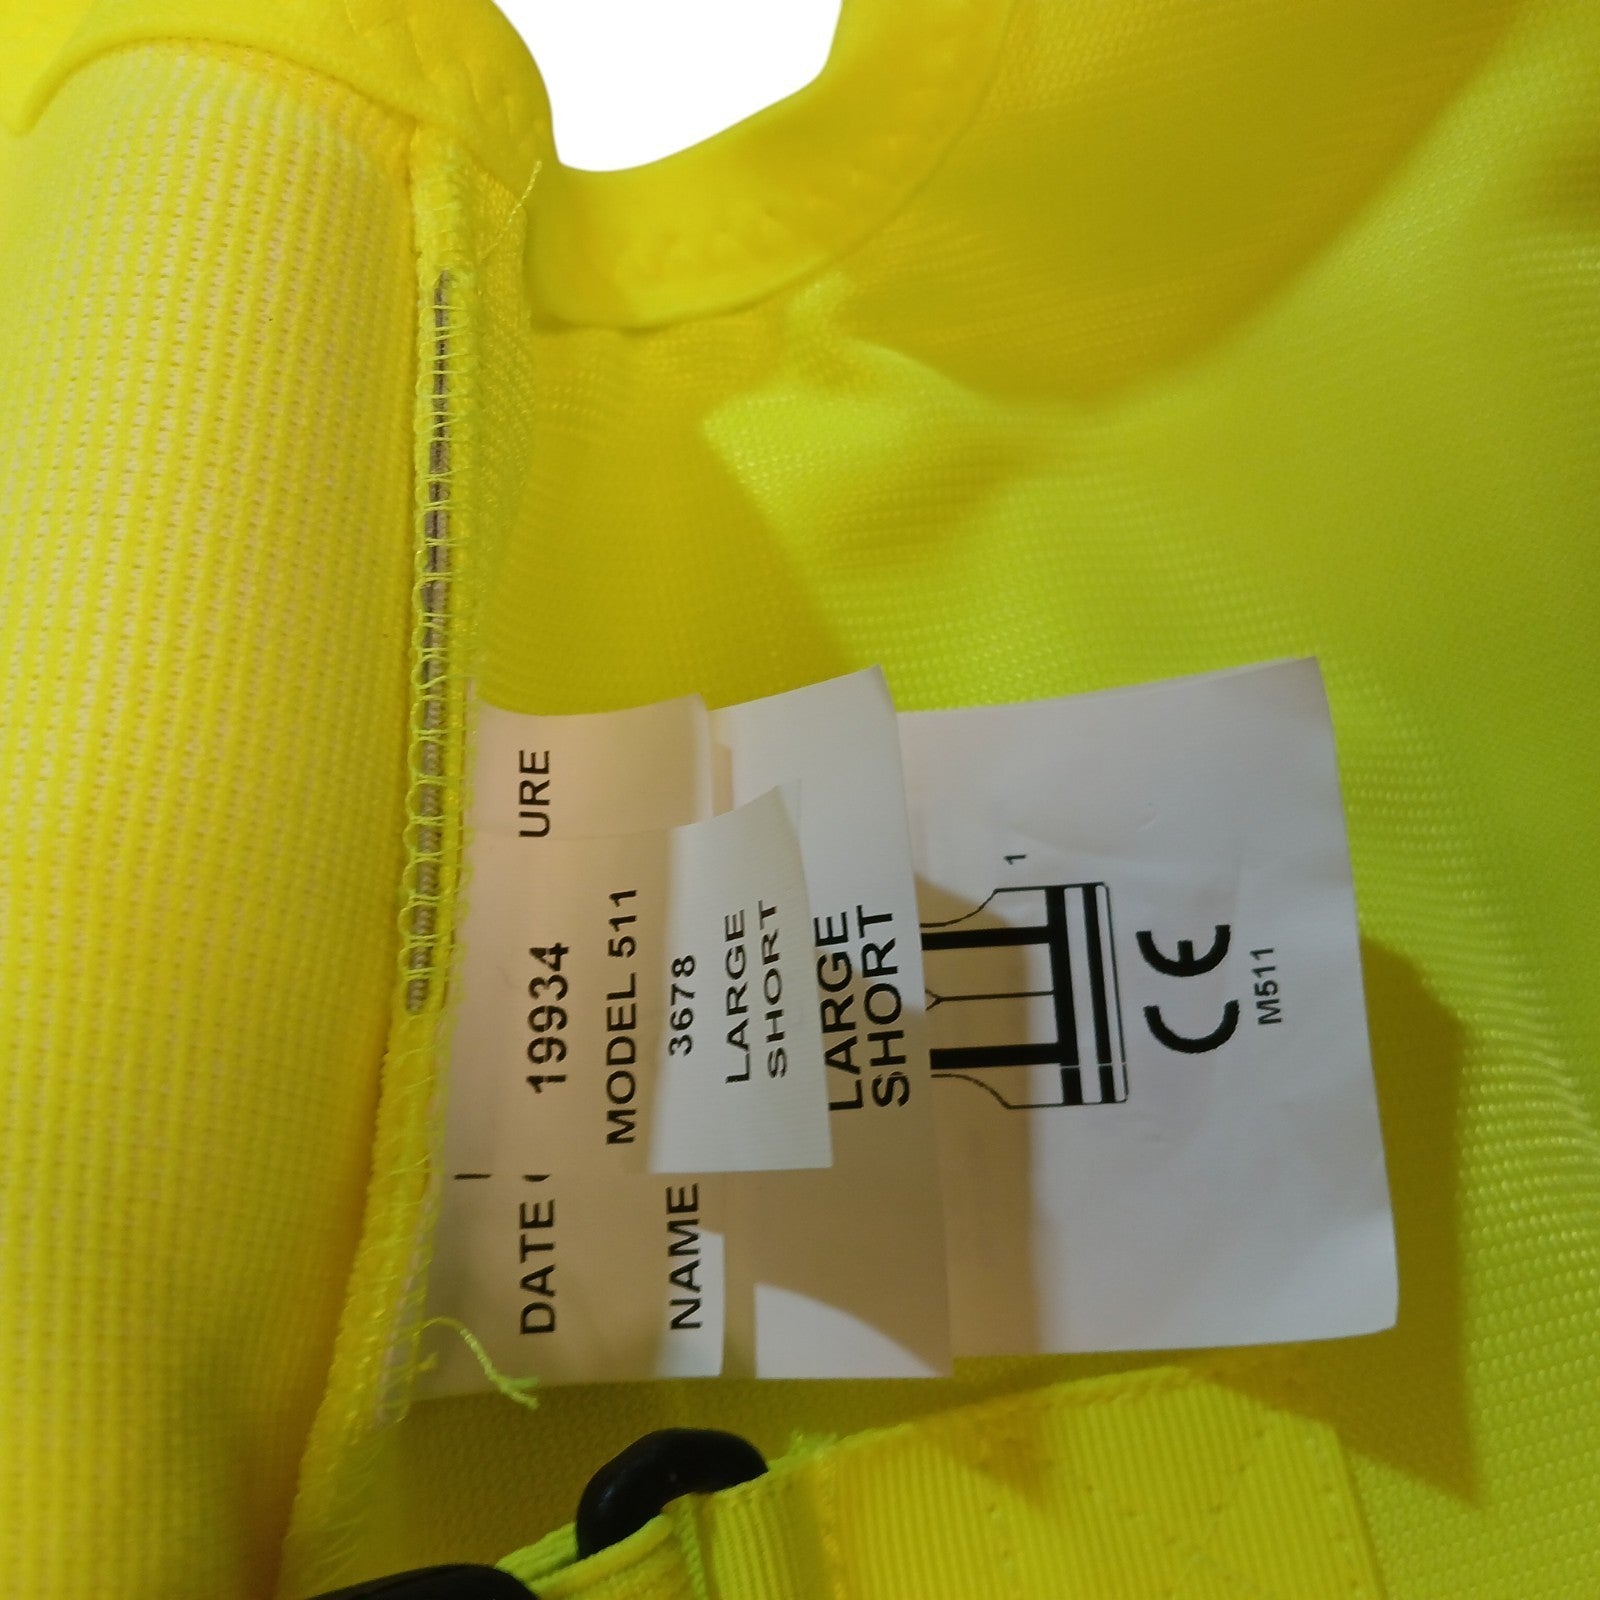 URE
DATE
19934
MODEL 511
NAME
3678
LARGE
SHORT
LARGE
SHORT
1
CE
M511